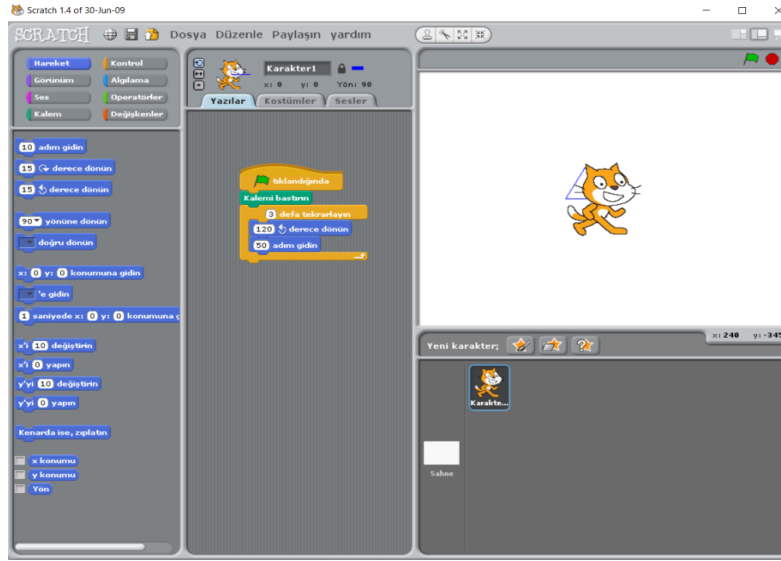 Scratch 1.4 of 30-Jun-09
SCRATCH Dosya Düzenle Paylaşın yardım
Hareket Kontrol
Görünüm Algılama
Ses Operatörler
Kalem Değişkenler
10 adım gidin
15 derece dönün
15 derece dönün
90 yönüne dönün
doğru dönün
x: 0 y: 0 konumuna gidin
'e gidin
1 saniyede x: 0 y: 0 konumuna g
x'i 10 değiştirin
x'i 0 yapın
y'yi 10 değiştirin
y'yi 0 yapın
Kenarda ise, zıplatın
x konumu
y konumu
Yön
Karakter1
x: 0 y: 0 Yön: 90
Yazılar Kostümler Sesler
tıklandığında
Kalemi bastırın
3 defa tekrarlayın
120 derece dönün
50 adım gidin
x: 240 y: -345
Yeni karakter;
Karakte...
Sahne